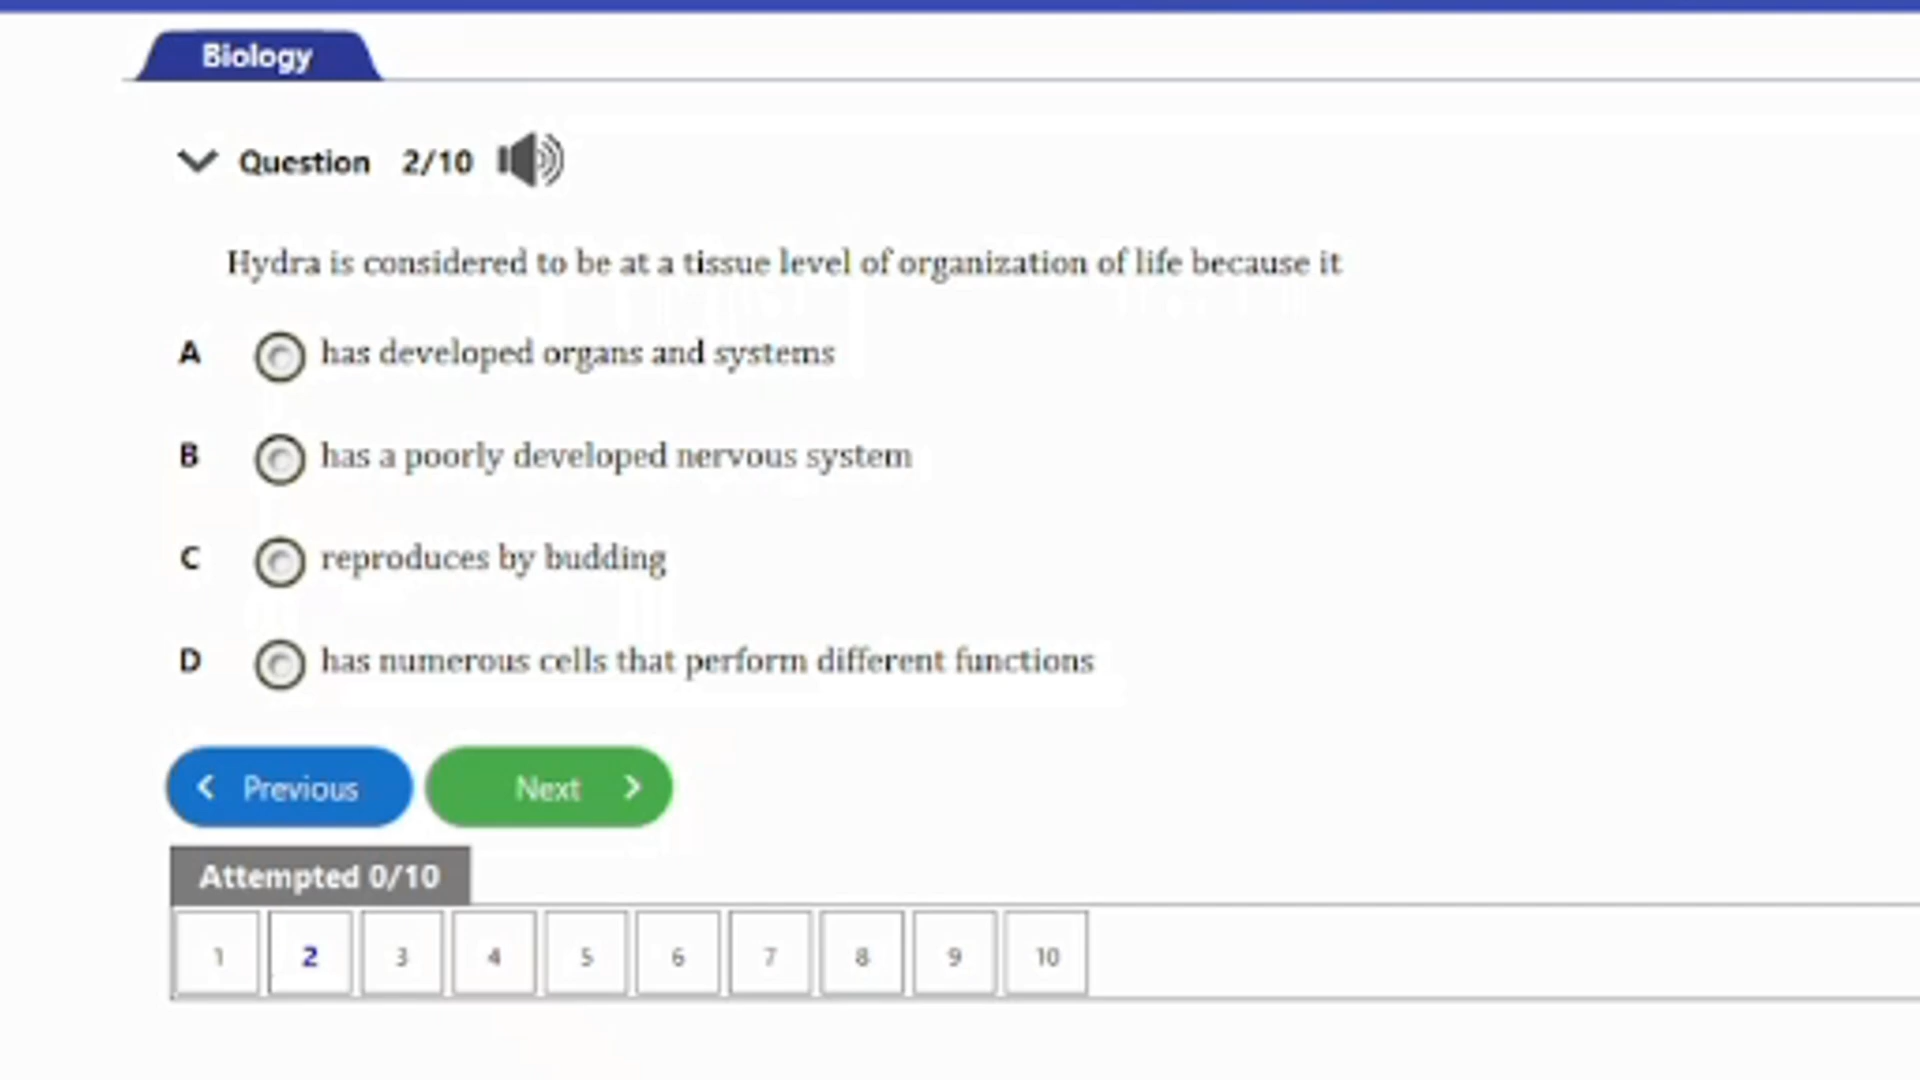 Biology
Question 2/10
Hydra is considered to be at a tissue level of organization of life because it
A has developed organs and systems
B has a poorly developed nervous system
C reproduces by budding
D has numerous cells that perform different functions
Previous Next
Attempted 0/10
1 2 3 4 5 6 7 8 9 10